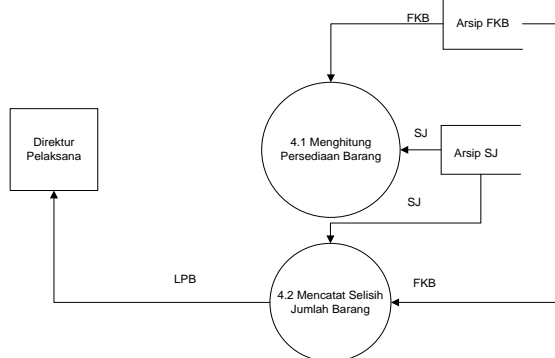 FKB
Arsip FKB
Direktur
Pelaksana
4.1 Menghitung
Persediaan Barang
SJ
Arsip SJ
SJ
LPB
4.2 Mencatat Selisih
Jumlah Barang
FKB